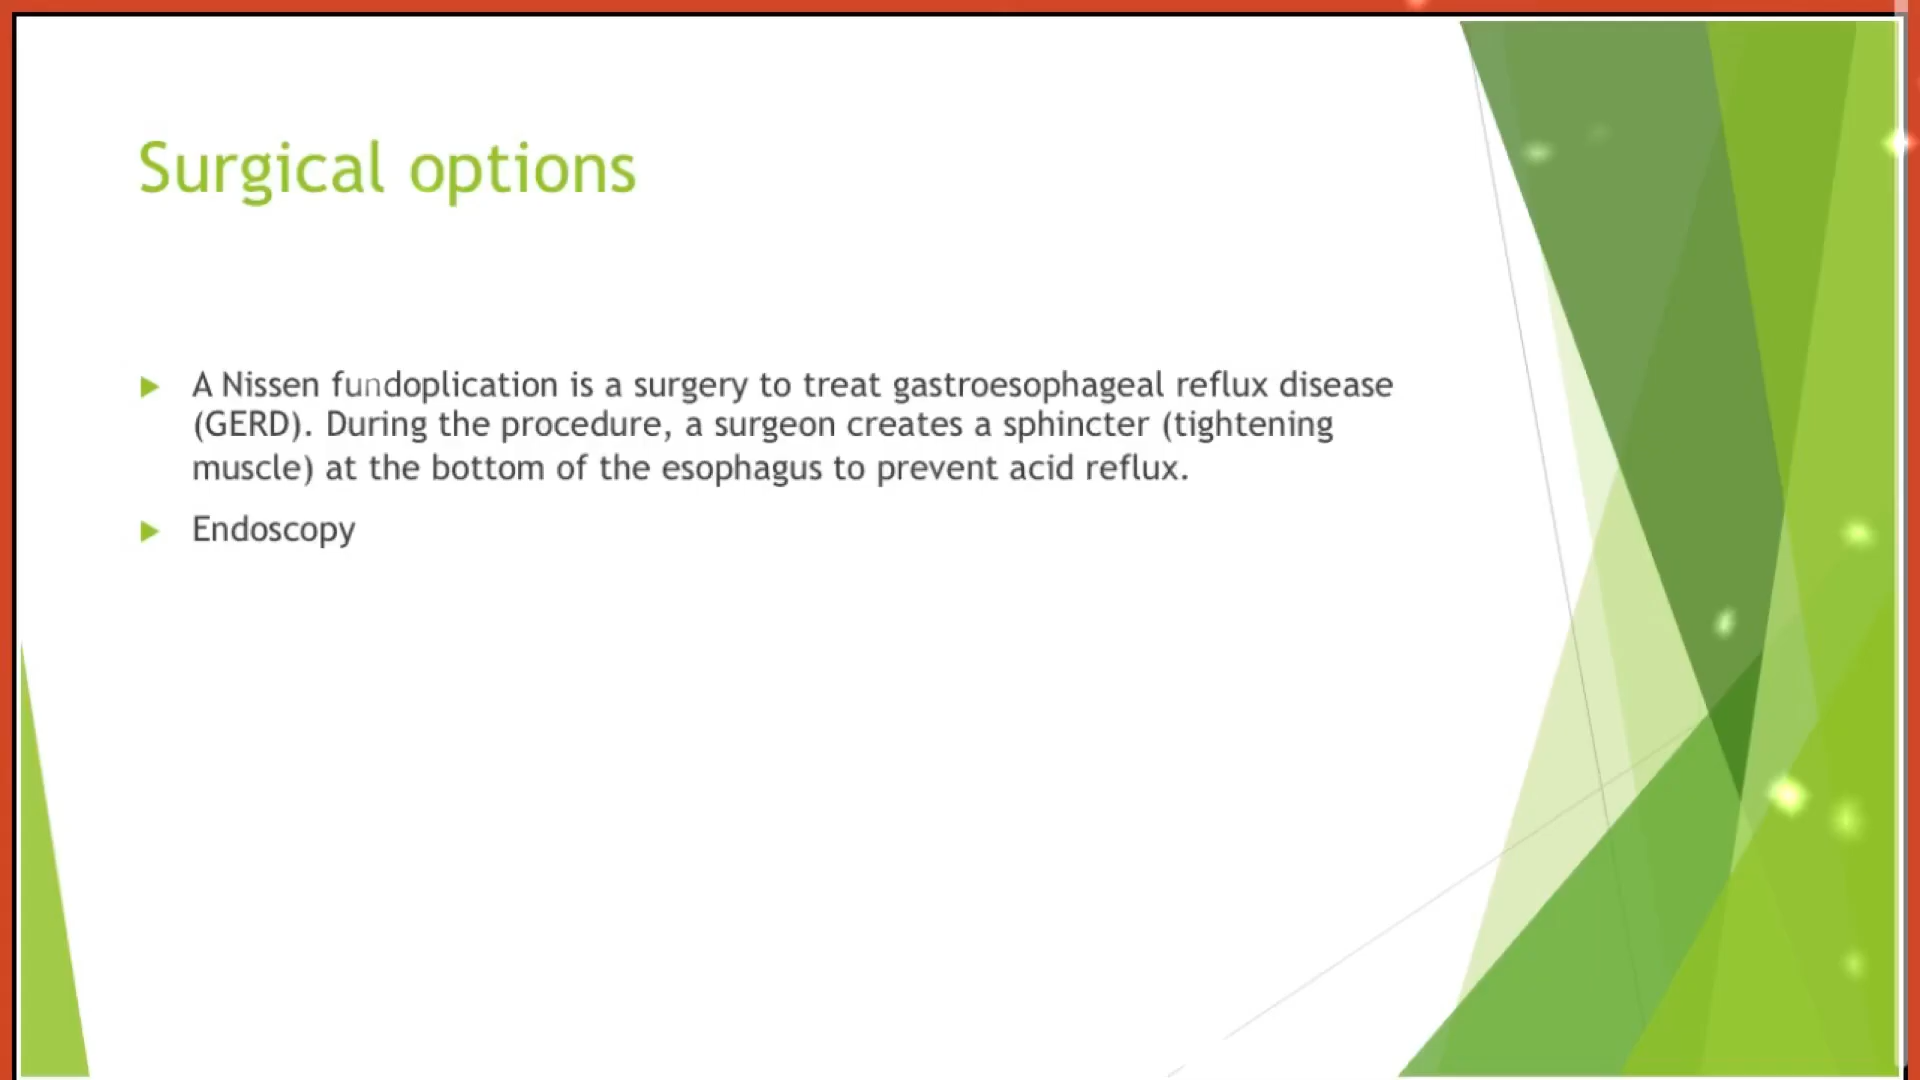 Surgical options
A Nissen fundoplication is a surgery to treat gastroesophageal reflux disease
(GERD). During the procedure, a surgeon creates a sphincter (tightening
muscle) at the bottom of the esophagus to prevent acid reflux.
Endoscopy